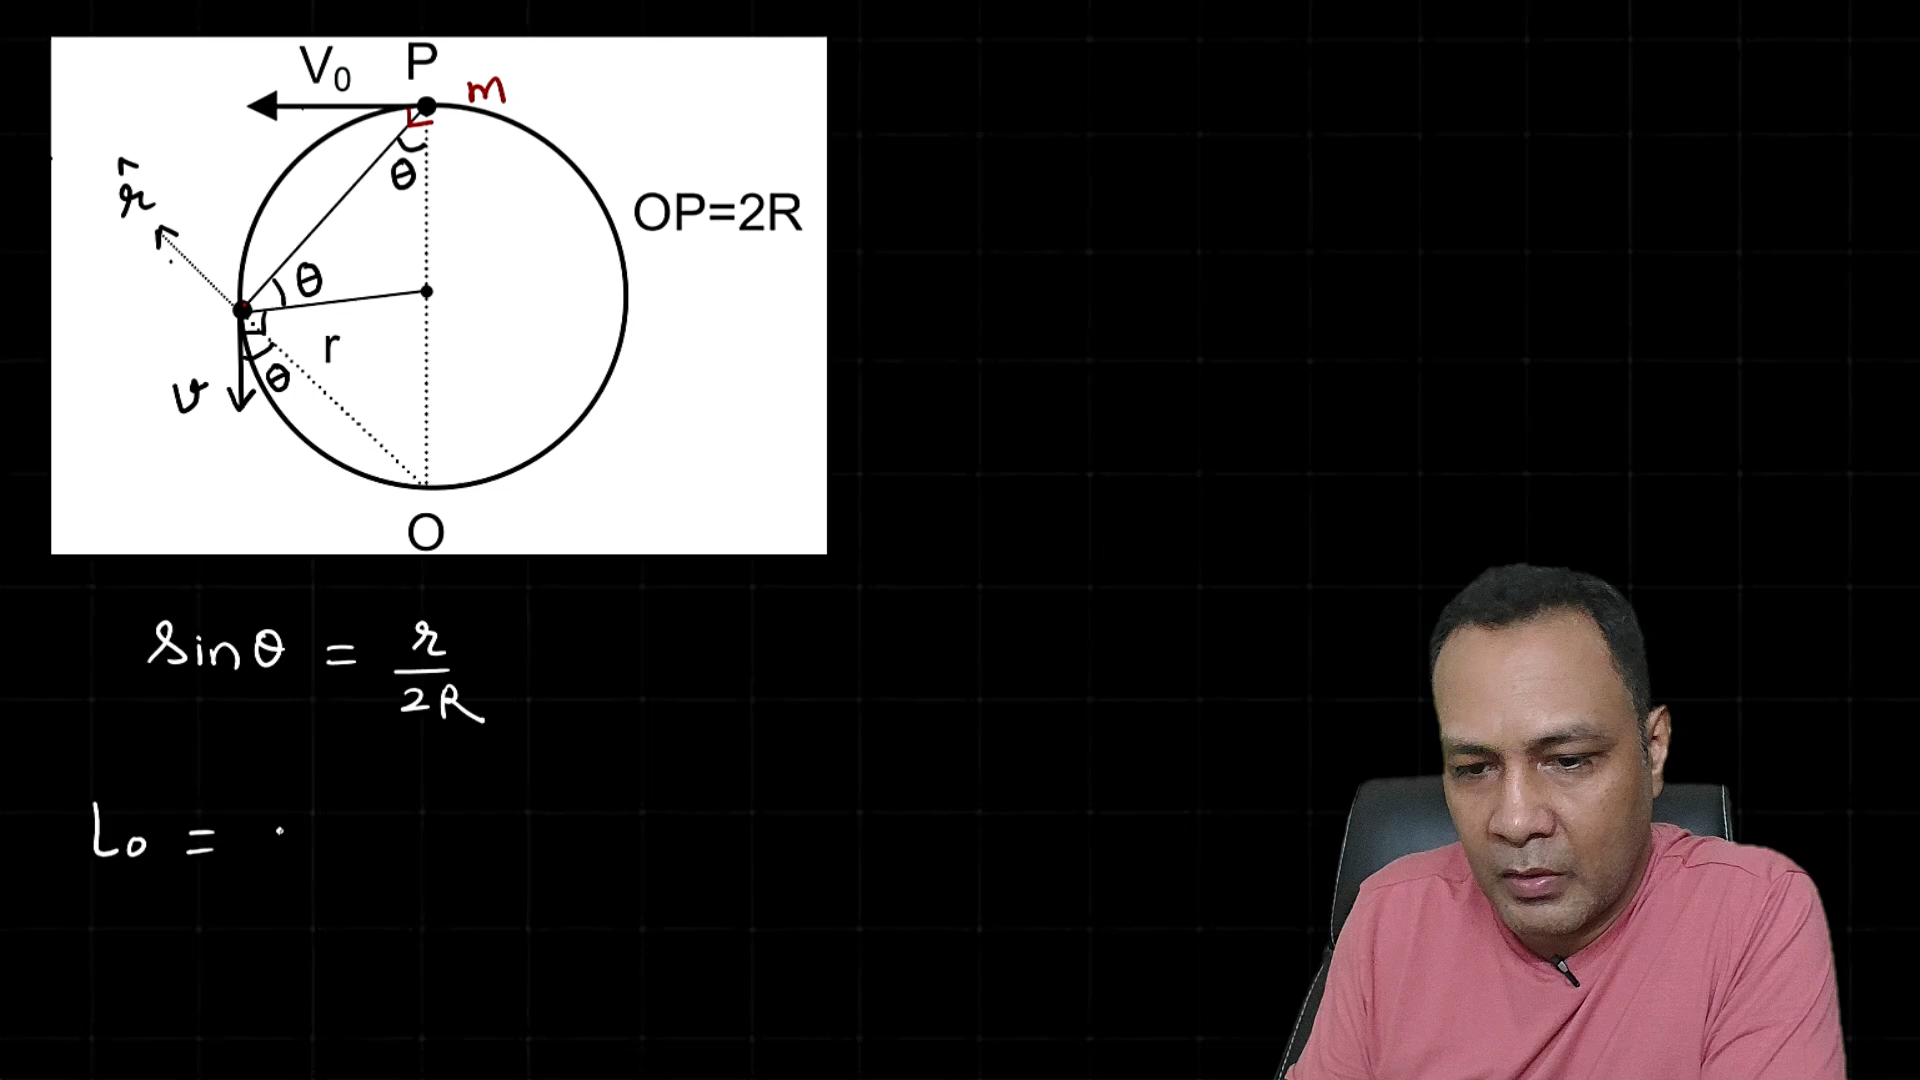 V₀ P m
r̂
θ
OP=2R
θ
r
θ
v
O
sinθ = r/2R
L₀ =